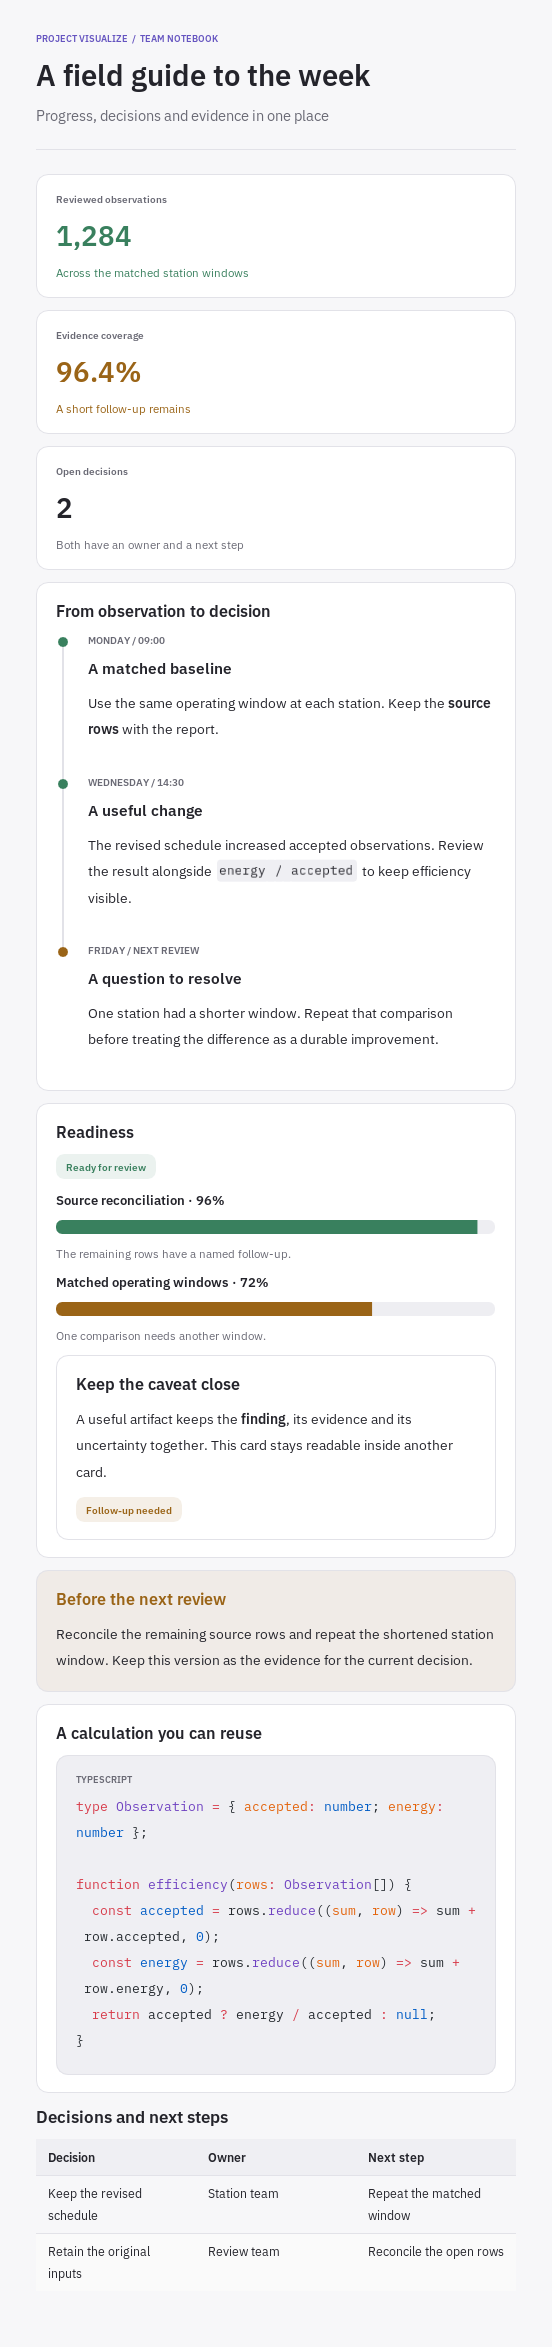 PROJECT VISUALIZE / TEAM NOTEBOOK
A field guide to the week
Progress, decisions and evidence in one place
Reviewed observations
1,284
Across the matched station windows
Evidence coverage
96.4%
A short follow-up remains
Open decisions
2
Both have an owner and a next step
From observation to decision
MONDAY / 09:00
A matched baseline
Use the same operating window at each station. Keep the source
rows with the report.
WEDNESDAY / 14:30
A useful change
The revised schedule increased accepted observations. Review
the result alongside energy / accepted to keep efficiency
visible.
FRIDAY / NEXT REVIEW
A question to resolve
One station had a shorter window. Repeat that comparison
before treating the difference as a durable improvement.
Readiness
Ready for review
Source reconciliation · 96%
The remaining rows have a named follow-up.
Matched operating windows · 72%
One comparison needs another window.
Keep the caveat close
A useful artifact keeps the finding, its evidence and its
uncertainty together. This card stays readable inside another
card.
Follow-up needed
Before the next review
Reconcile the remaining source rows and repeat the shortened station
window. Keep this version as the evidence for the current decision.
A calculation you can reuse
TYPESCRIPT
type Observation = { accepted: number; energy:
number };
function efficiency(rows: Observation[]) {
  const accepted = rows.reduce((sum, row) => sum +
 row.accepted, 0);
  const energy = rows.reduce((sum, row) => sum +
 row.energy, 0);
  return accepted ? energy / accepted : null;
}
Decisions and next steps
Decision Owner Next step
Keep the revised Station team Repeat the matched
schedule window
Retain the original Review team Reconcile the open rows
inputs